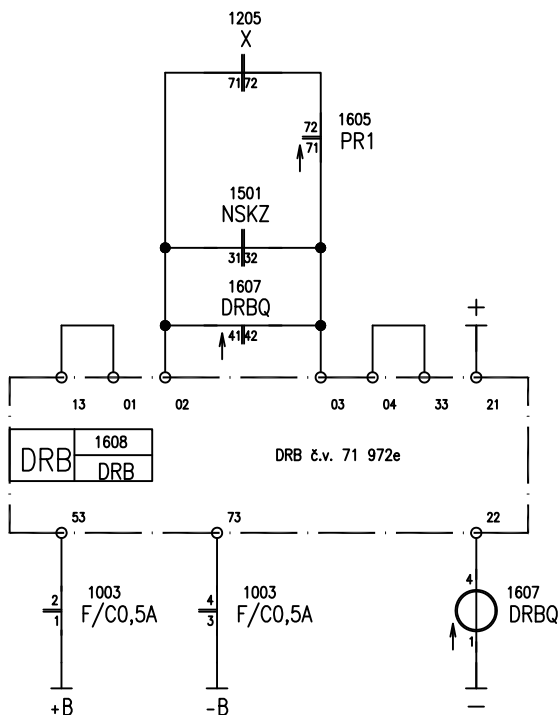 1205
X
71 72
1605
72
PR1
71
1501
NSKZ
31 32
1607
DRBQ
41 42
+
13 01 02 03 04 33 21
DRB
1608
DRB
DRB č.v. 71 972e
53 73 22
2
1003
F/C0,5A
1
4
1003
F/C0,5A
3
4
1607
DRBQ
1
+B
-B
–